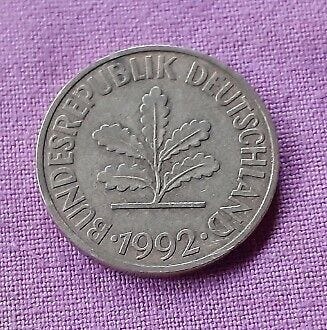 BUNDESREPUBLIK DEUTSCHLAND
·1992·